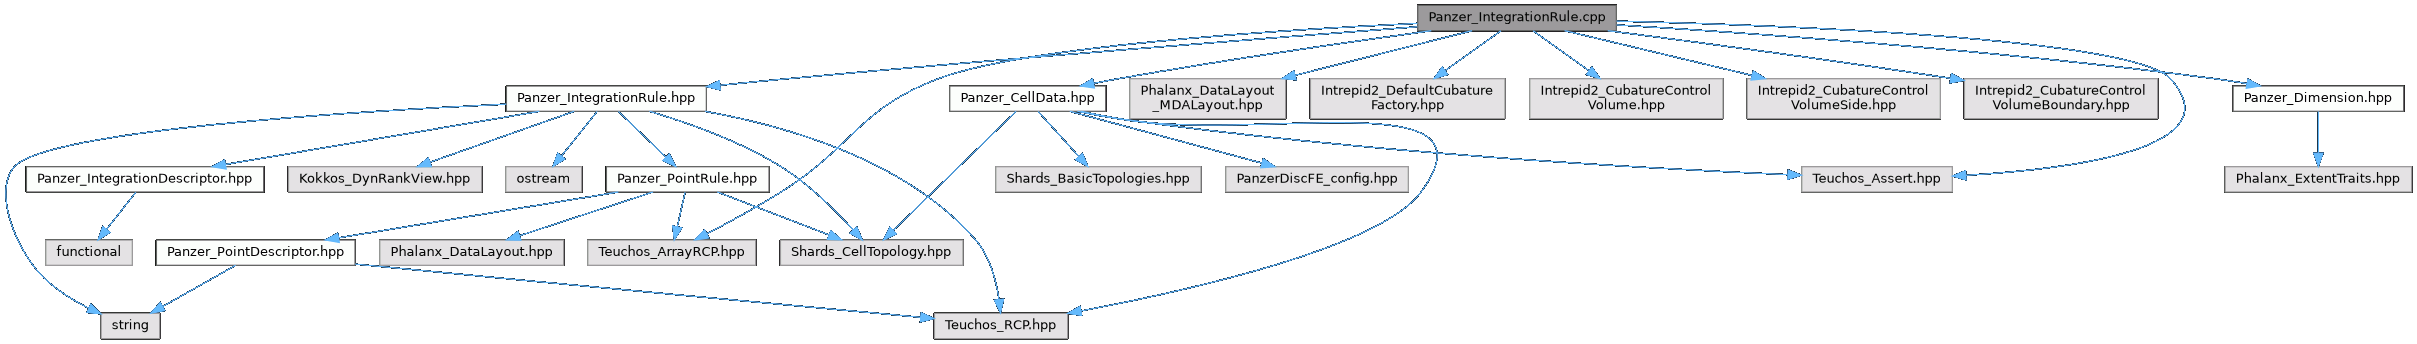 Panzer_IntegrationRule.cpp
Panzer_IntegrationRule.hpp
Panzer_CellData.hpp
Phalanx_DataLayout
_MDALayout.hpp
Intrepid2_DefaultCubature
Factory.hpp
Intrepid2_CubatureControl
Volume.hpp
Intrepid2_CubatureControl
VolumeSide.hpp
Intrepid2_CubatureControl
VolumeBoundary.hpp
Panzer_Dimension.hpp
Panzer_IntegrationDescriptor.hpp
Kokkos_DynRankView.hpp
ostream
Panzer_PointRule.hpp
Shards_BasicTopologies.hpp
PanzerDiscFE_config.hpp
Teuchos_Assert.hpp
Phalanx_ExtentTraits.hpp
functional
Panzer_PointDescriptor.hpp
Phalanx_DataLayout.hpp
Teuchos_ArrayRCP.hpp
Shards_CellTopology.hpp
string
Teuchos_RCP.hpp